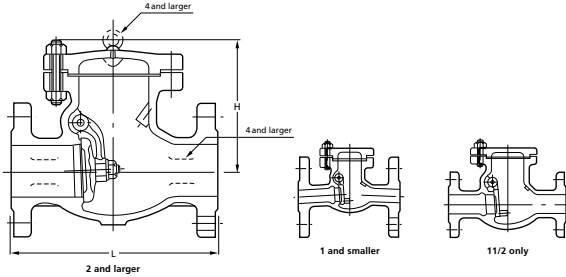 4 and larger
H
4 and larger
L
2 and larger
1 and smaller
11/2 only